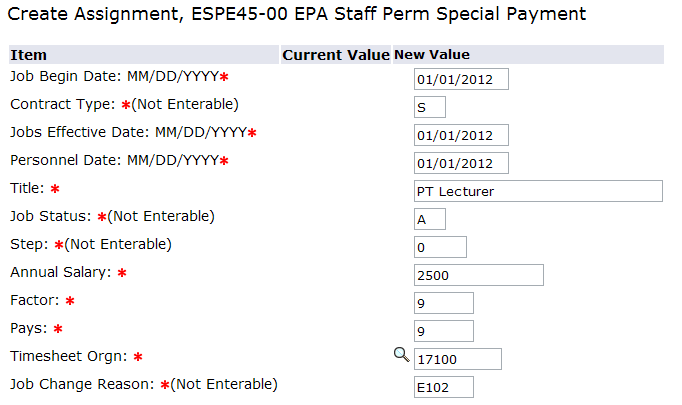 Create Assignment, ESPE45-00 EPA Staff Perm Special Payment
Item Current Value New Value
Job Begin Date: MM/DD/YYYY* 01/01/2012
Contract Type: *(Not Enterable) S
Jobs Effective Date: MM/DD/YYYY* 01/01/2012
Personnel Date: MM/DD/YYYY* 01/01/2012
Title: * PT Lecturer
Job Status: *(Not Enterable) A
Step: *(Not Enterable) 0
Annual Salary: * 2500
Factor: * 9
Pays: * 9
Timesheet Orgn: * 17100
Job Change Reason: *(Not Enterable) E102